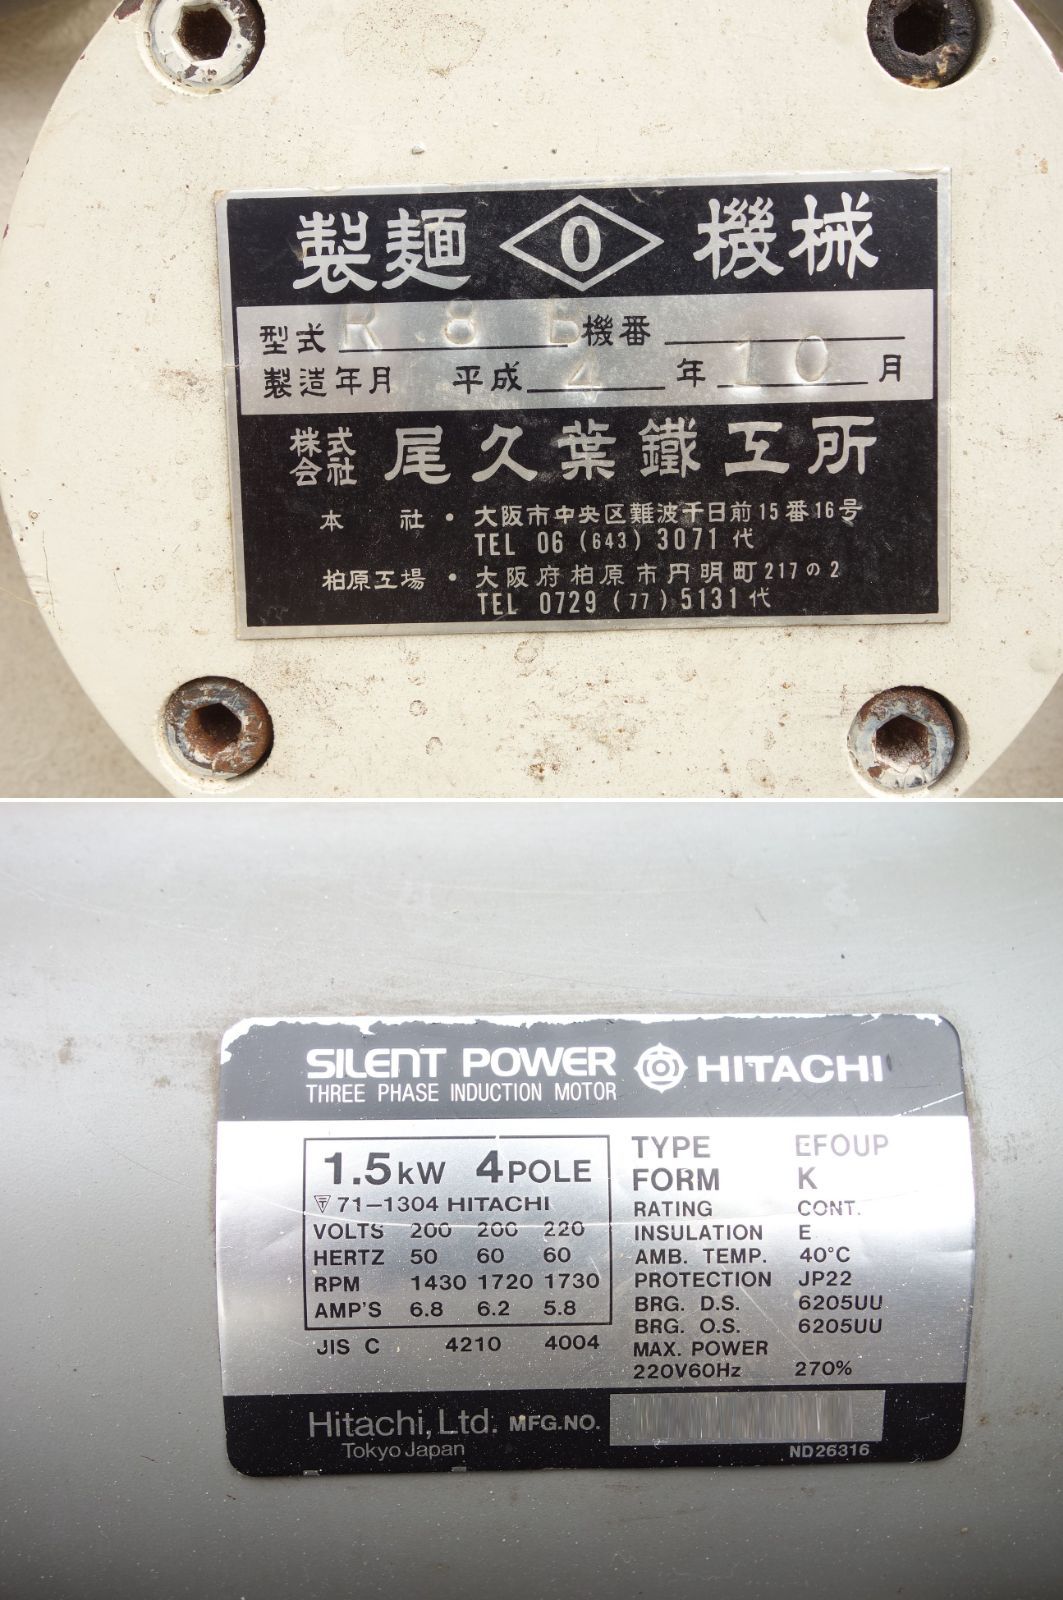 製麺 0 機械
型式 R 8 機番
製造年月 平成 4 年 10 月
株式会社 尾久葉鐵工所
本社・大阪市中央区難波千日前15番16号
TEL 06 (643) 3071 代
柏原工場・大阪府柏原市円明町217の2
TEL 0729 (77) 5131 代
SILENT POWER HITACHI
THREE PHASE INDUCTION MOTOR
1.5KW 4POLE
71-1304 HITACHI
VOLTS 200 200 220
HERTZ 50 60 60
RPM 1430 1720 1730
AMP'S 6.8 6.2 5.8
JIS C 4210 4004
TYPE EFOUP
FORM K
RATING CONT.
INSULATION E
AMB. TEMP. 40°C
PROTECTION JP22
BRG. D.S. 6205UU
BRG. O.S. 6205UU
MAX. POWER
220V60Hz 270%
Hitachi, Ltd. MFG.NO.
Tokyo Japan
ND26316